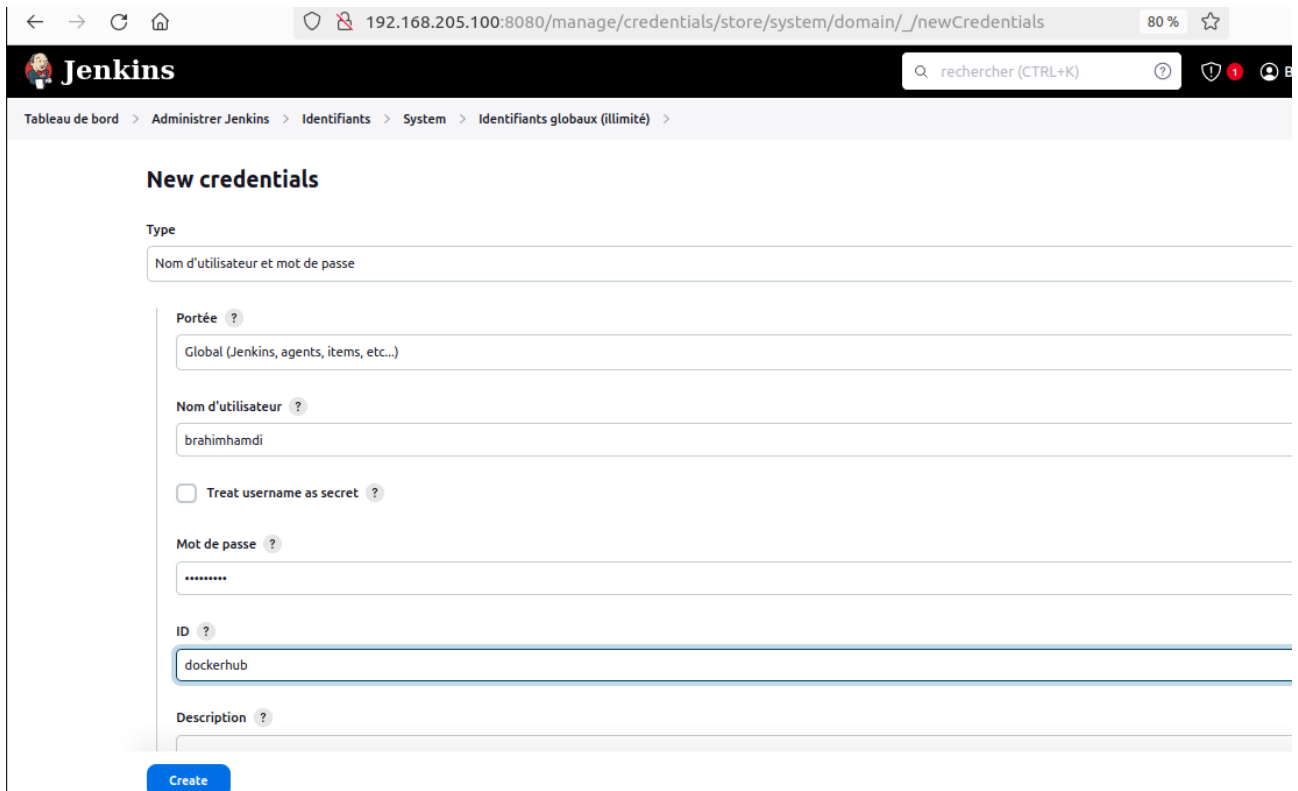 192.168.205.100:8080/manage/credentials/store/system/domain/_/newCredentials 80 %
Jenkins rechercher (CTRL+K) ? 1 B
Tableau de bord > Administrer Jenkins > Identifiants > System > Identifiants globaux (illimité) >
New credentials
Type
Nom d'utilisateur et mot de passe
Portée ?
Global (Jenkins, agents, items, etc...)
Nom d'utilisateur ?
brahimhamdi
Treat username as secret ?
Mot de passe ?
•••••••••
ID ?
dockerhub
Description ?
Create